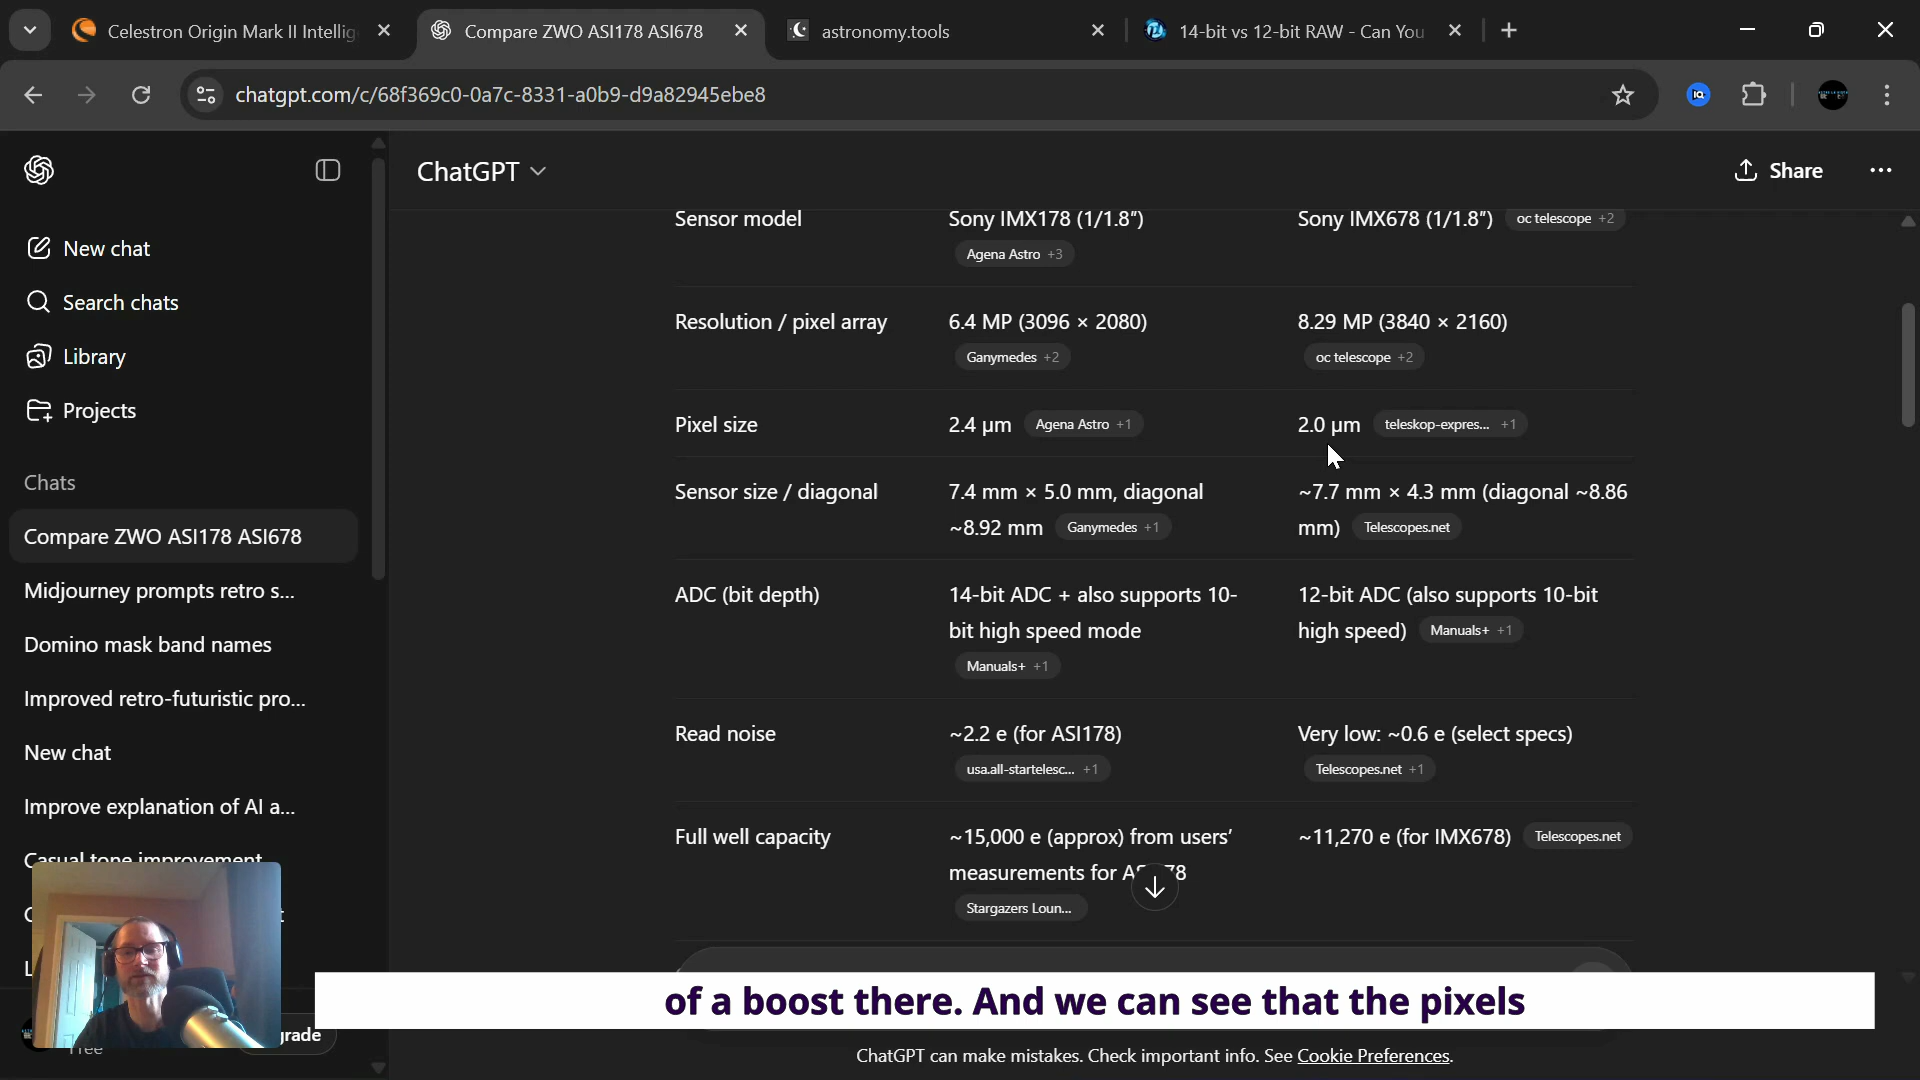 Celestron Origin Mark II Intellig
Compare ZWO ASI178 ASI678
astronomy.tools
14-bit vs 12-bit RAW - Can You
chatgpt.com/c/68f369c0-0a7c-8331-a0b9-d9a82945ebe8
IQ
ChatGPT
Share
New chat
Search chats
Library
Projects
Chats
Compare ZWO ASI178 ASI678
Midjourney prompts retro s...
Domino mask band names
Improved retro-futuristic pro...
New chat
Improve explanation of AI a...
Casual tone improvement
grade
Free
Sensor model
Sony IMX178 (1/1.8″)
Agena Astro +3
Sony IMX678 (1/1.8″) oc telescope +2
Resolution / pixel array
6.4 MP (3096 × 2080)
Ganymedes +2
8.29 MP (3840 × 2160)
oc telescope +2
Pixel size
2.4 µm Agena Astro +1
2.0 µm teleskop-expres... +1
Sensor size / diagonal
7.4 mm × 5.0 mm, diagonal
~8.92 mm Ganymedes +1
~7.7 mm × 4.3 mm (diagonal ~8.86
mm) Telescopes.net
ADC (bit depth)
14-bit ADC + also supports 10-
bit high speed mode
Manuals+ +1
12-bit ADC (also supports 10-bit
high speed) Manuals+ +1
Read noise
~2.2 e (for ASI178)
usa.all-startelesc... +1
Very low: ~0.6 e (select specs)
Telescopes.net +1
Full well capacity
~15,000 e (approx) from users’
measurements for
Stargazers Loun...
~11,270 e (for IMX678) Telescopes.net
of a boost there. And we can see that the pixels
ChatGPT can make mistakes. Check important info. See Cookie Preferences.